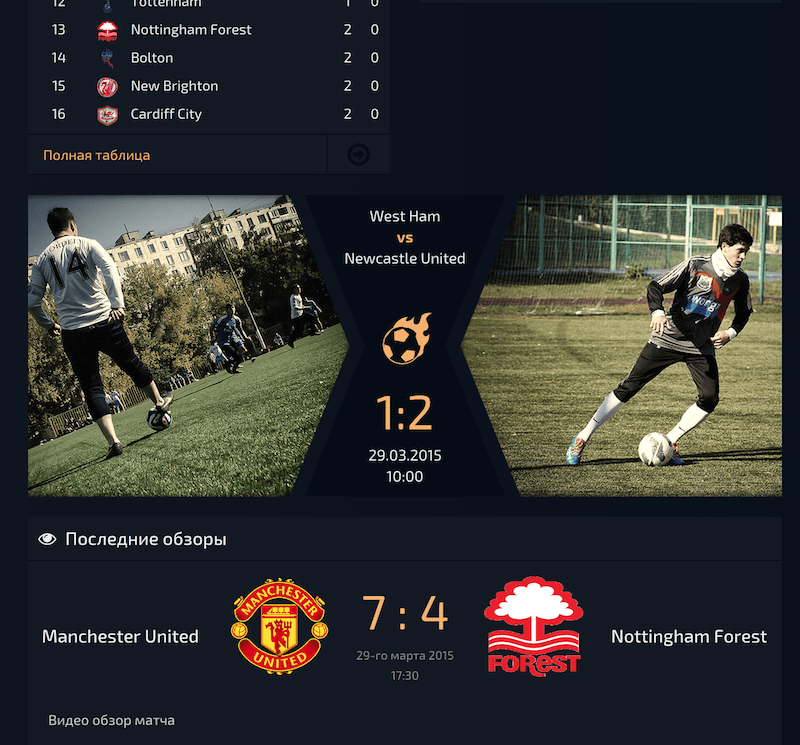 12 Tottenham 1 0
13 Nottingham Forest 2 0
14 Bolton 2 0
15 New Brighton 2 0
16 Cardiff City 2 0
Полная таблица
West Ham
vs
Newcastle United
14
1:2
29.03.2015
10:00
Последние обзоры
MANCHESTER
UNITED
Manchester United
7 : 4
29-го марта 2015
17:30
FOREST
Nottingham Forest
Видео обзор матча